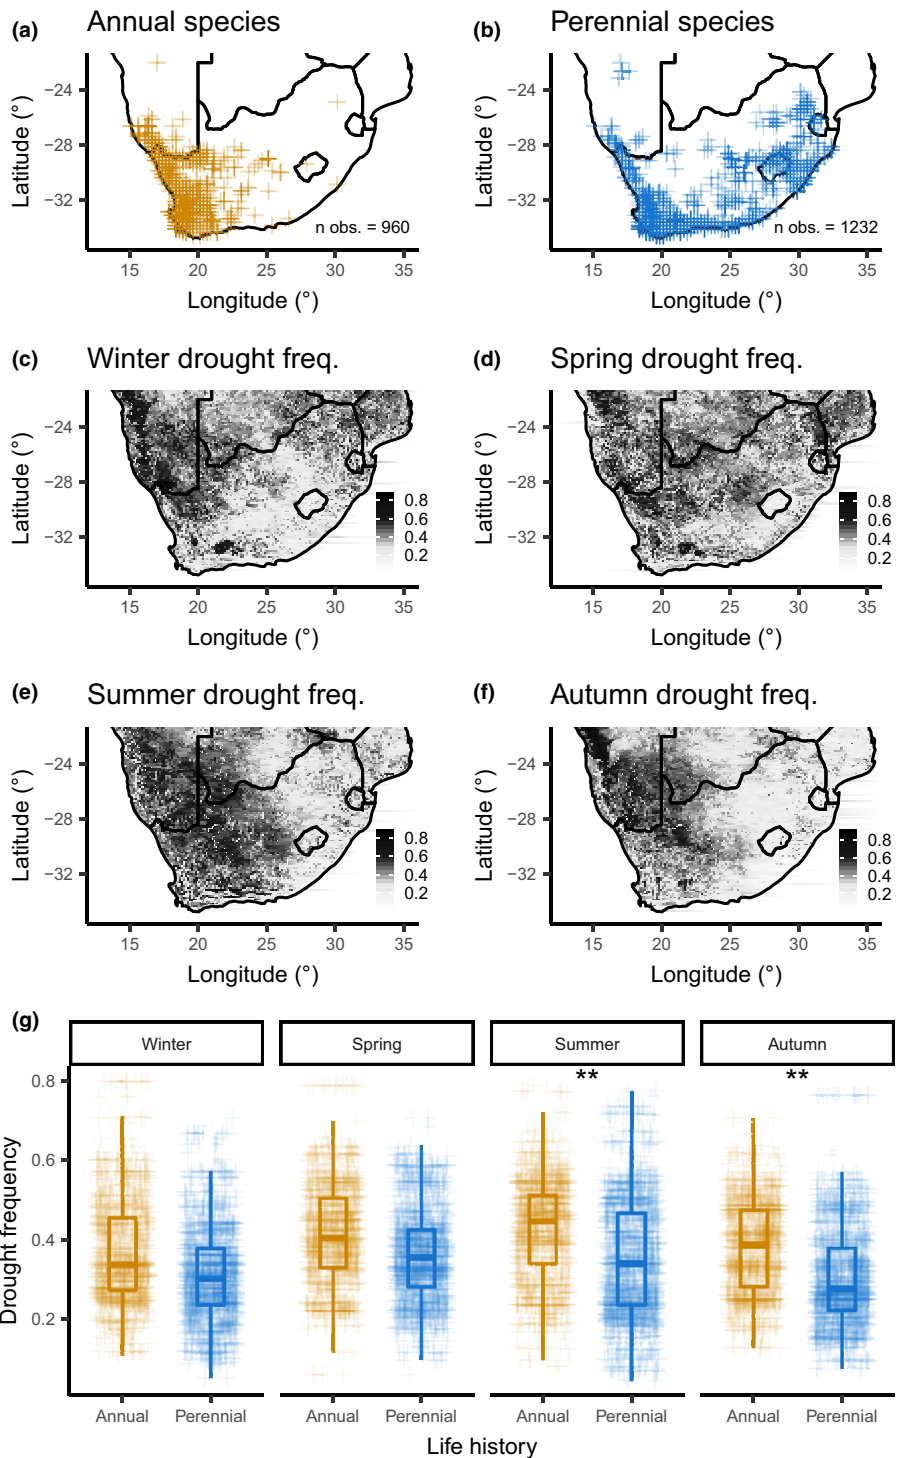 (a) Annual species
(b) Perennial species
Latitude (°)
−24
−28
−32
n obs. = 960
15 20 25 30 35
Longitude (°)
Latitude (°)
−24
−28
−32
n obs. = 1232
15 20 25 30 35
Longitude (°)
(c) Winter drought freq.
(d) Spring drought freq.
Latitude (°)
−24
−28
−32
0.8
0.6
0.4
0.2
15 20 25 30 35
Longitude (°)
Latitude (°)
−24
−28
−32
0.8
0.6
0.4
0.2
15 20 25 30 35
Longitude (°)
(e) Summer drought freq.
(f) Autumn drought freq.
Latitude (°)
−24
−28
−32
0.8
0.6
0.4
0.2
15 20 25 30 35
Longitude (°)
Latitude (°)
−24
−28
−32
0.8
0.6
0.4
0.2
15 20 25 30 35
Longitude (°)
(g)
Winter Spring Summer Autumn
** **
Drought frequency
0.8
0.6
0.4
0.2
Annual Perennial Annual Perennial Annual Perennial Annual Perennial
Life history